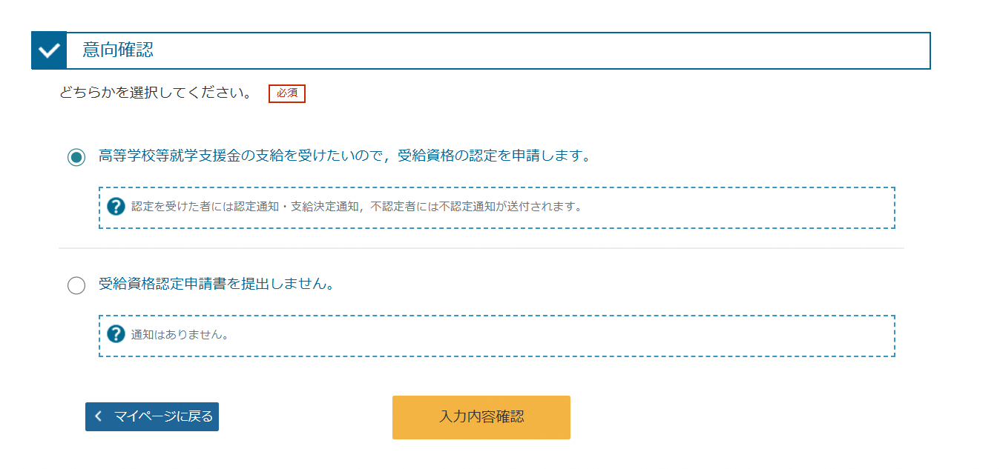 意向確認
どちらかを選択してください。 必須
高等学校等就学支援金の支給を受けたいので，受給資格の認定を申請します。
認定を受けた者には認定通知・支給決定通知，不認定者には不認定通知が送付されます。
受給資格認定申請書を提出しません。
通知はありません。
マイページに戻る
入力内容確認